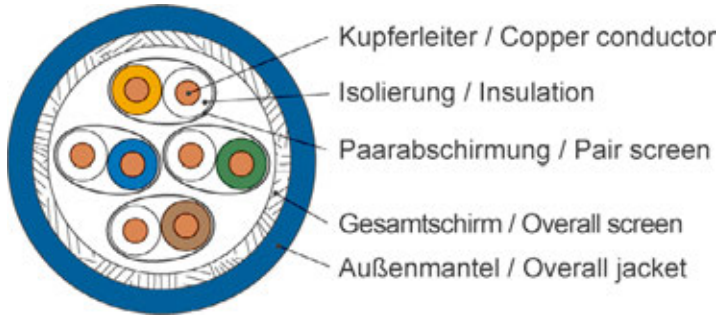 Kupferleiter / Copper conductor
Isolierung / Insulation
Paarabschirmung / Pair screen
Gesamtschirm / Overall screen
Außenmantel / Overall jacket